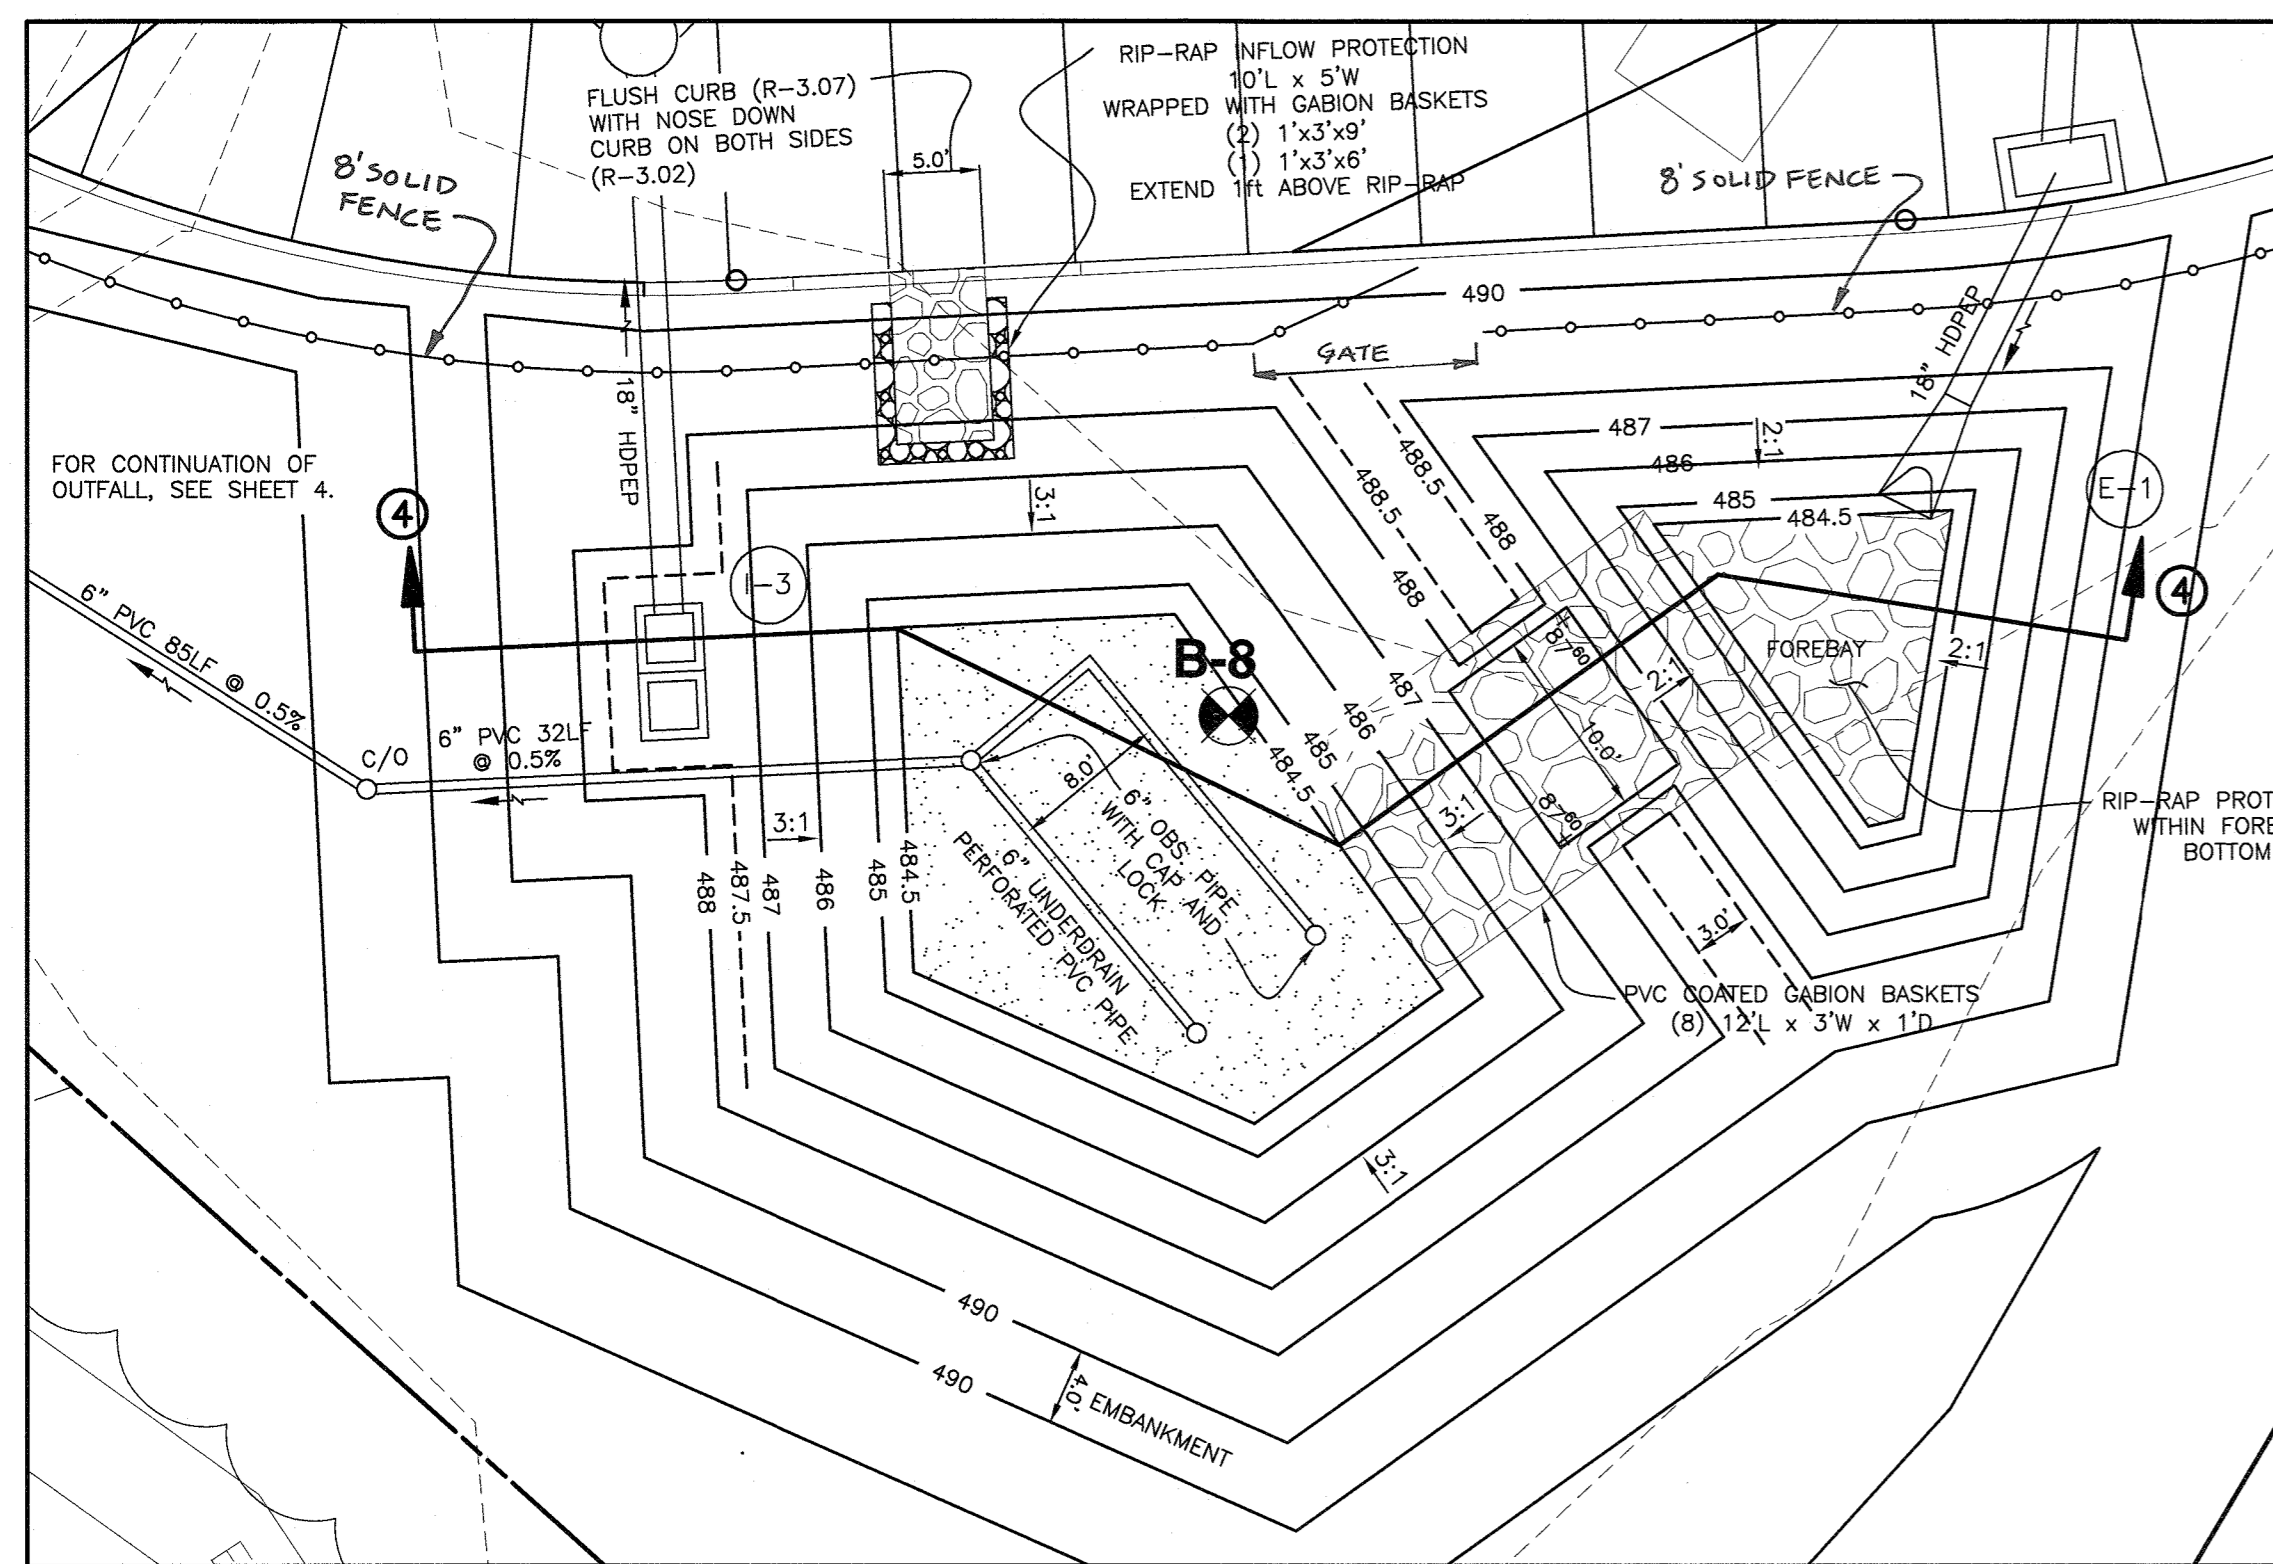 RIP-RAP INFLOW PROTECTION
10'L x 5'W
WRAPPED WITH GABION BASKETS
(2) 1'x3'x9'
(1) 1'x3'x6'
EXTEND 1ft ABOVE RIP-RAP
FLUSH CURB (R-3.07)
WITH NOSE DOWN
CURB ON BOTH SIDES
(R-3.02)
5.0'
8' SOLID
FENCE
8' SOLID FENCE
490
GATE
18" HDPEP
18" HDPEP
FOR CONTINUATION OF
OUTFALL, SEE SHEET 4.
4
3:1
488.5
488.5
488
488
487
2:1
486
485
484.5
E-1
4
I-3
6" PVC 85LF @ 0.5%
C/O
6" PVC 32LF
@ 0.5%
B-8
8.0'
6" OBS. PIPE
WITH CAP AND
LOCK
6" UNDERDRAIN
PERFORATED PVC PIPE
487
486
485
484.5
87⁶⁰
10.0'
87⁶⁰
2:1
3:1
FOREBAY
2:1
RIP-RAP PROT
WITHIN FORE
BOTTOM
3:1
488
487.5
487
486
485
484.5
3.0'
PVC COATED GABION BASKETS
(8) 12'L x 3'W x 1'D
3:1
490
490
4.0'
EMBANKMENT